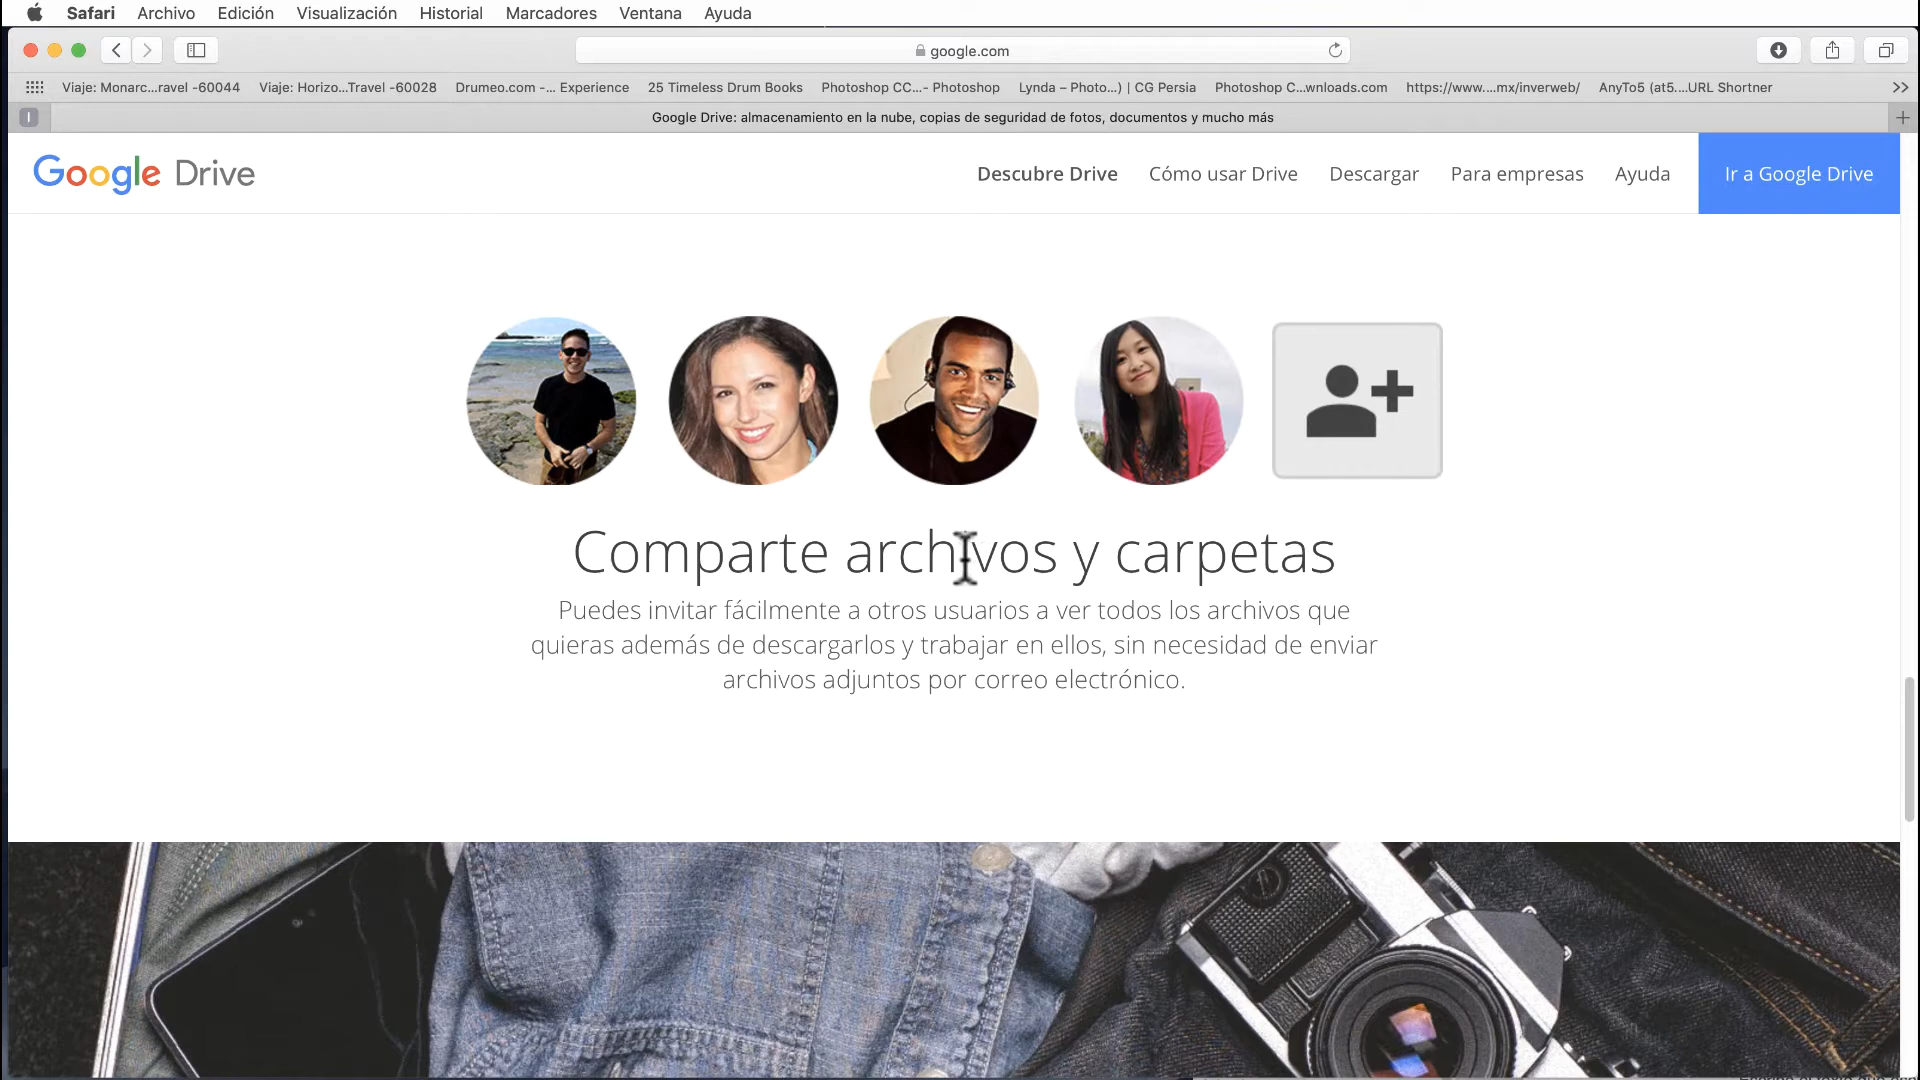 Safari Archivo Edición Visualización Historial Marcadores Ventana Ayuda
google.com
Viaje: Monarc...ravel -60044 Viaje: Horizo...Travel -60028 Drumeo.com -... Experience 25 Timeless Drum Books Photoshop CC...- Photoshop Lynda – Photo...) | CG Persia Photoshop C...wnloads.com https://www....mx/inverweb/ AnyTo5 (at5....URL Shortner
I Google Drive: almacenamiento en la nube, copias de seguridad de fotos, documentos y mucho más
Google Drive Descubre Drive Cómo usar Drive Descargar Para empresas Ayuda Ir a Google Drive
Comparte archivos y carpetas
Puedes invitar fácilmente a otros usuarios a ver todos los archivos que
quieras además de descargarlos y trabajar en ellos, sin necesidad de enviar
archivos adjuntos por correo electrónico.